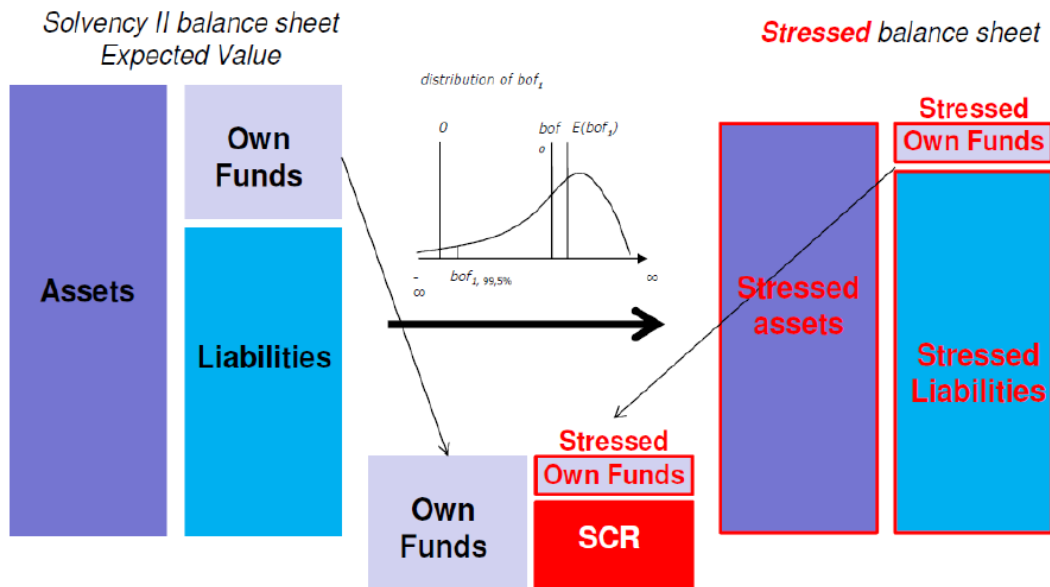 Solvency II balance sheet
Expected Value
Stressed balance sheet
Assets
Own
Funds
Liabilities
distribution of bof₁
0
bof
0
E(bof₁)
-
∞
bof₁, 99,5%
∞
Stressed
assets
Stressed
Own Funds
Stressed
Liabilities
Own
Funds
Stressed
Own Funds
SCR